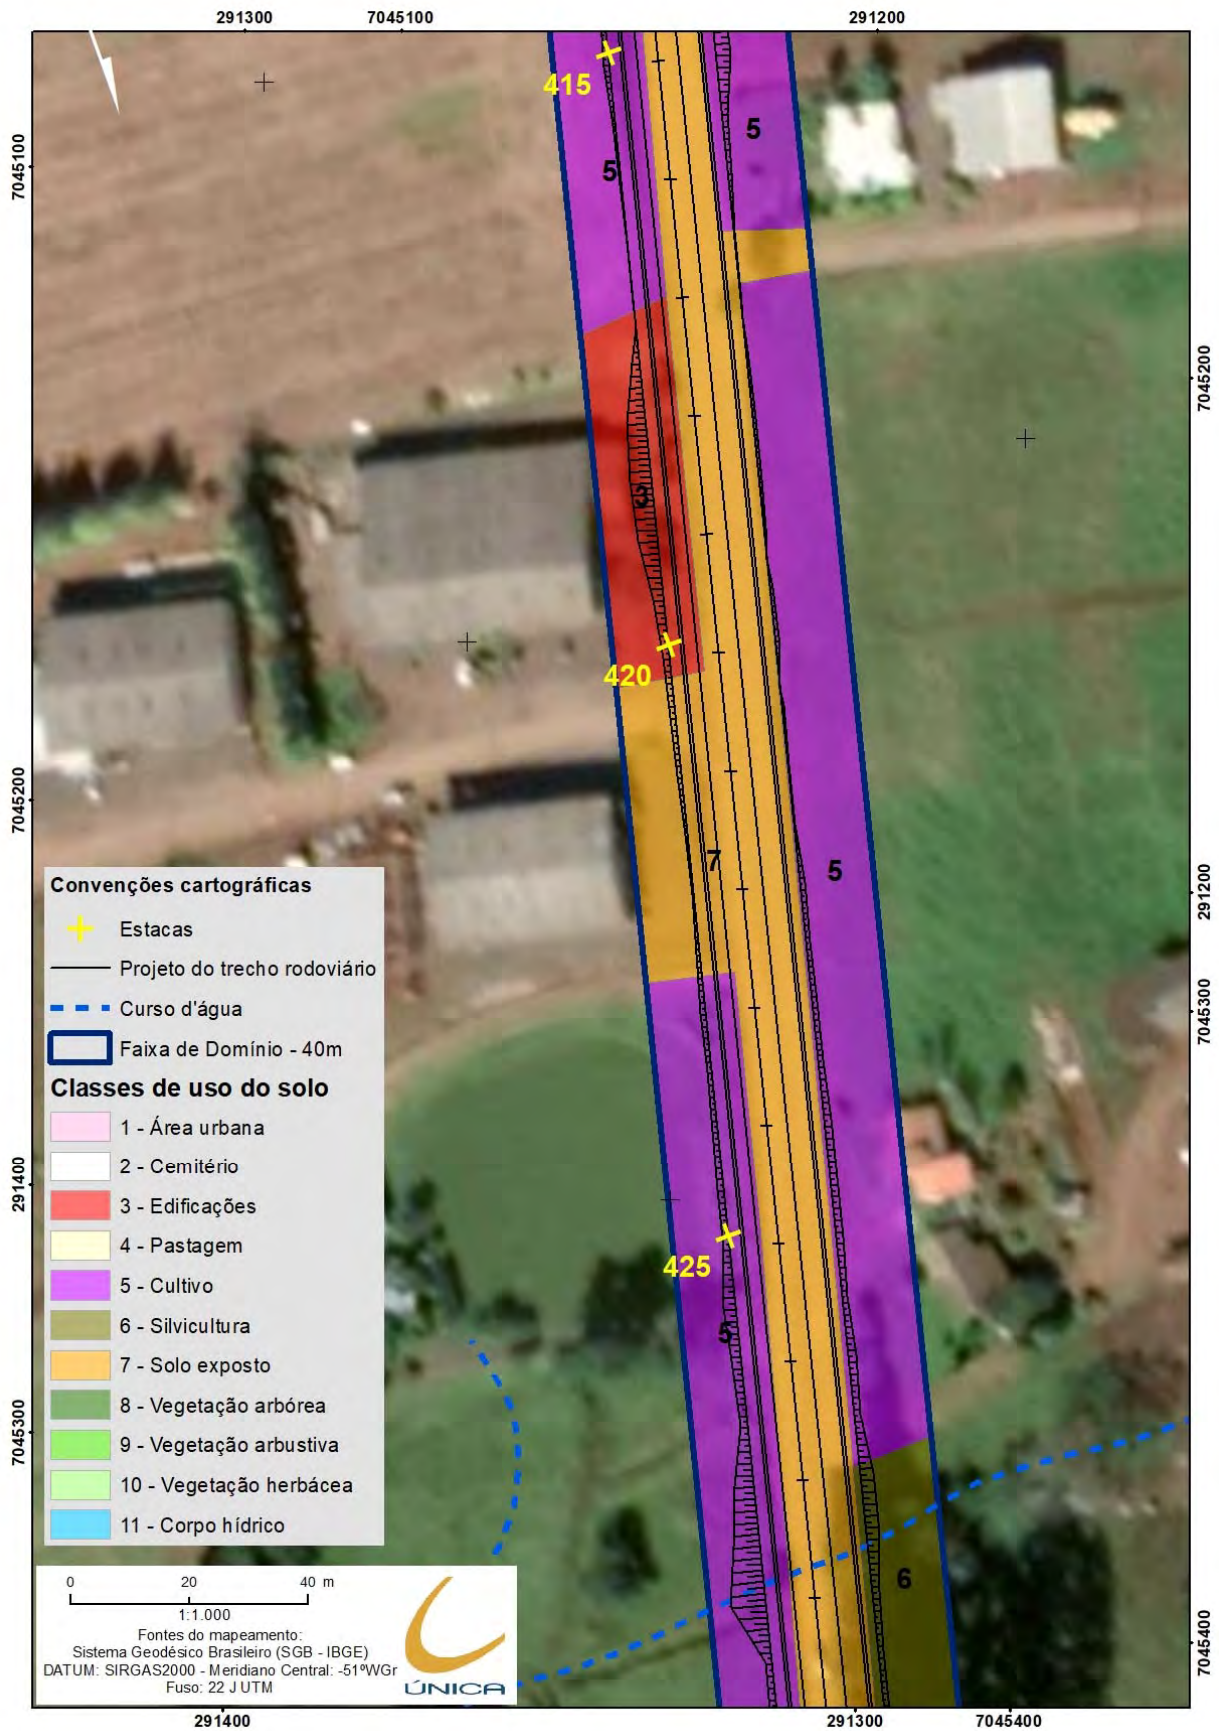 291300
7045100
291200
415
5
5
7045100
7045200
3
420
7045200
7
5
291200
7045300
Convenções cartográficas
Estacas
Projeto do trecho rodoviário
Curso d'água
Faixa de Domínio - 40m
Classes de uso do solo
1 - Área urbana
2 - Cemitério
3 - Edificações
4 - Pastagem
5 - Cultivo
6 - Silvicultura
7 - Solo exposto
8 - Vegetação arbórea
9 - Vegetação arbustiva
10 - Vegetação herbácea
11 - Corpo hídrico
291400
425
5
7045300
6
7045400
0 20 40 m
1:1.000
Fontes do mapeamento:
Sistema Geodésico Brasileiro (SGB - IBGE)
DATUM: SIRGAS2000 - Meridiano Central: -51ºWGr
Fuso: 22 J UTM
ÚNICA
291400
291300
7045400